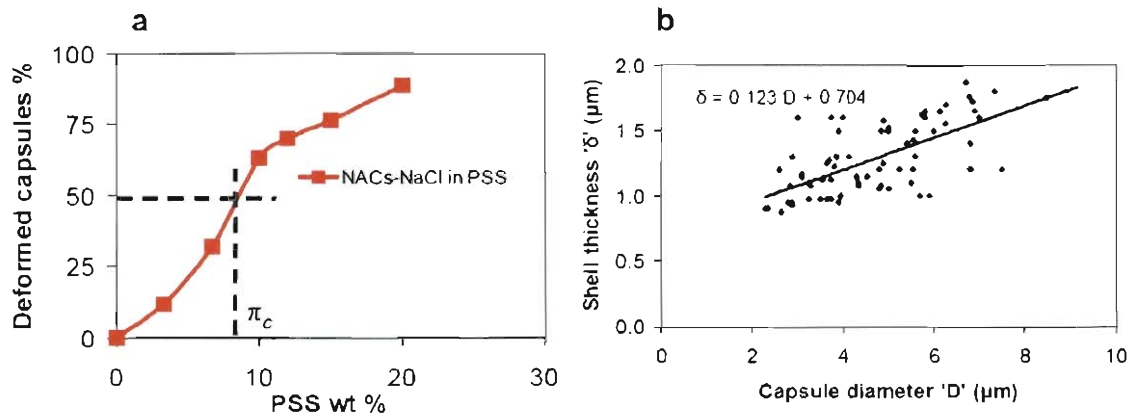 a
100
75
50
25
0
Deformed capsules %
NACs-NaCl in PSS
πc
0 10 20 30
PSS wt %
b
2.0
1.5
1.0
0.5
0.0
Shell thickness 'δ' (μm)
δ = 0 123 D + 0 704
0 2 4 6 8 10
Capsule diameter 'D' (μm)